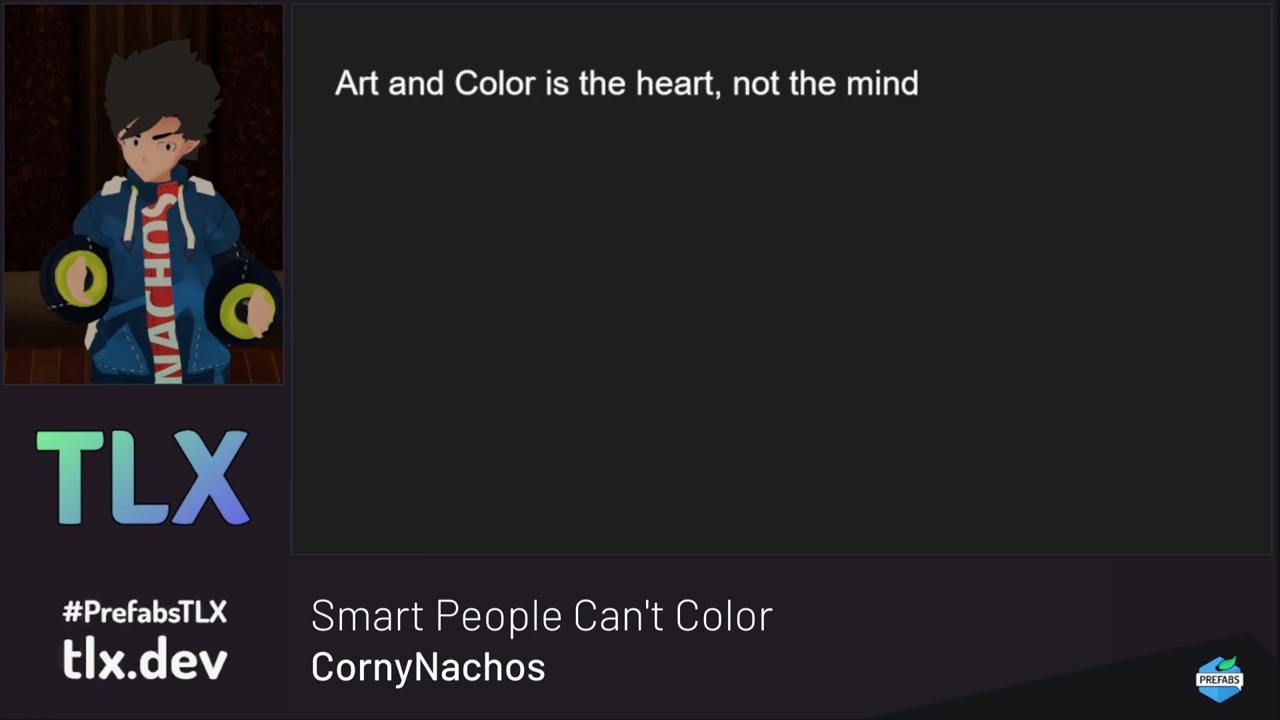 Art and Color is the heart, not the mind
NACHOS
TLX
#PrefabsTLX
tlx.dev
Smart People Can't Color
CornyNachos
PREFABS